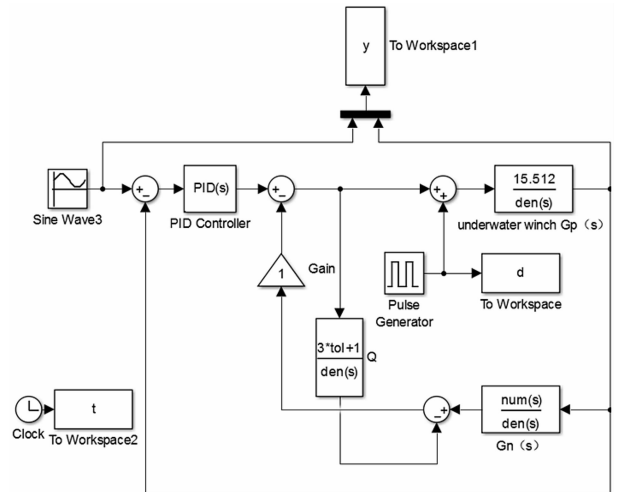 y
To Workspace1
Sine Wave3
+
−
PID(s)
PID Controller
+
−
+
+
15.512
den(s)
underwater winch Gp（s）
1
Gain
Pulse
Generator
d
To Workspace
3*tol+1
den(s)
Q
Clock
t
To Workspace2
−
+
num(s)
den(s)
Gn（s）